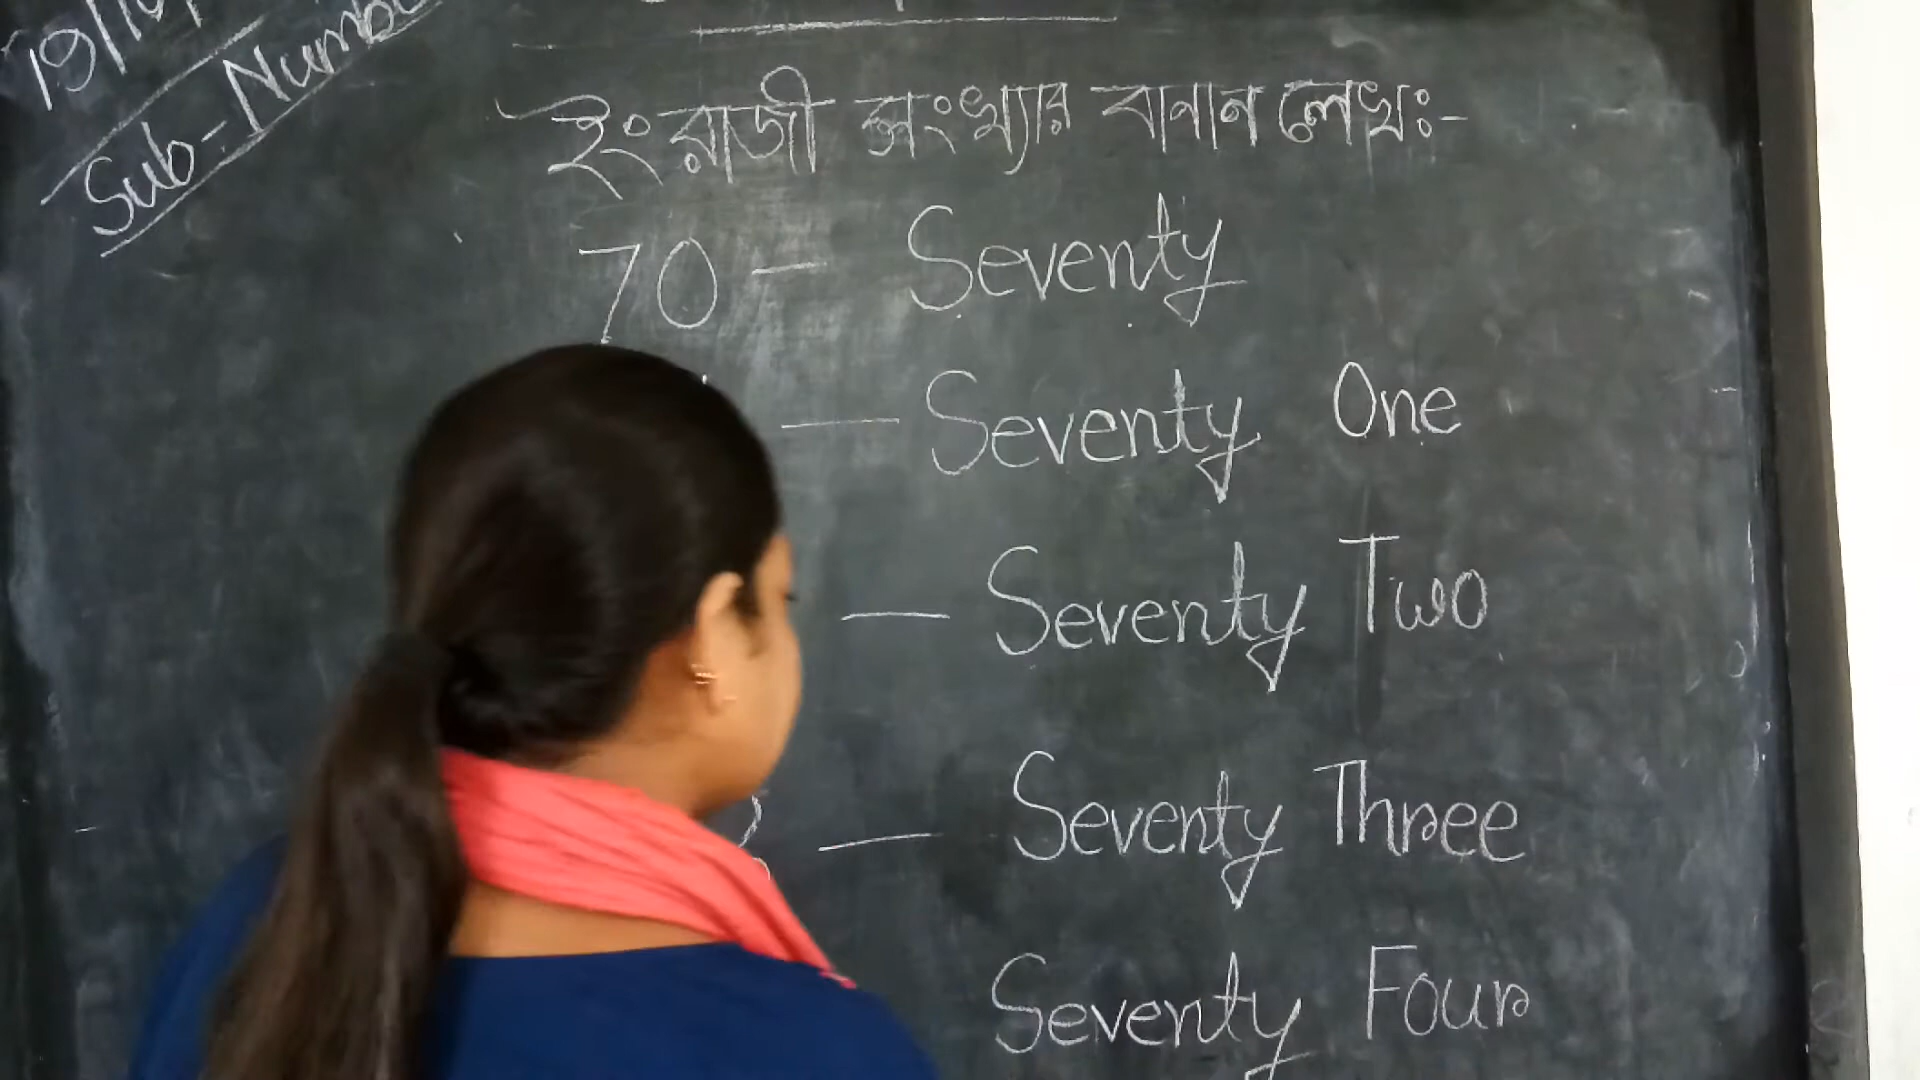 Sub-
ইংরাজী সংখ্যার বানান লেখঃ-
70 - Seventy
- Seventy One
- Seventy Two
- Seventy Three
Seventy Four